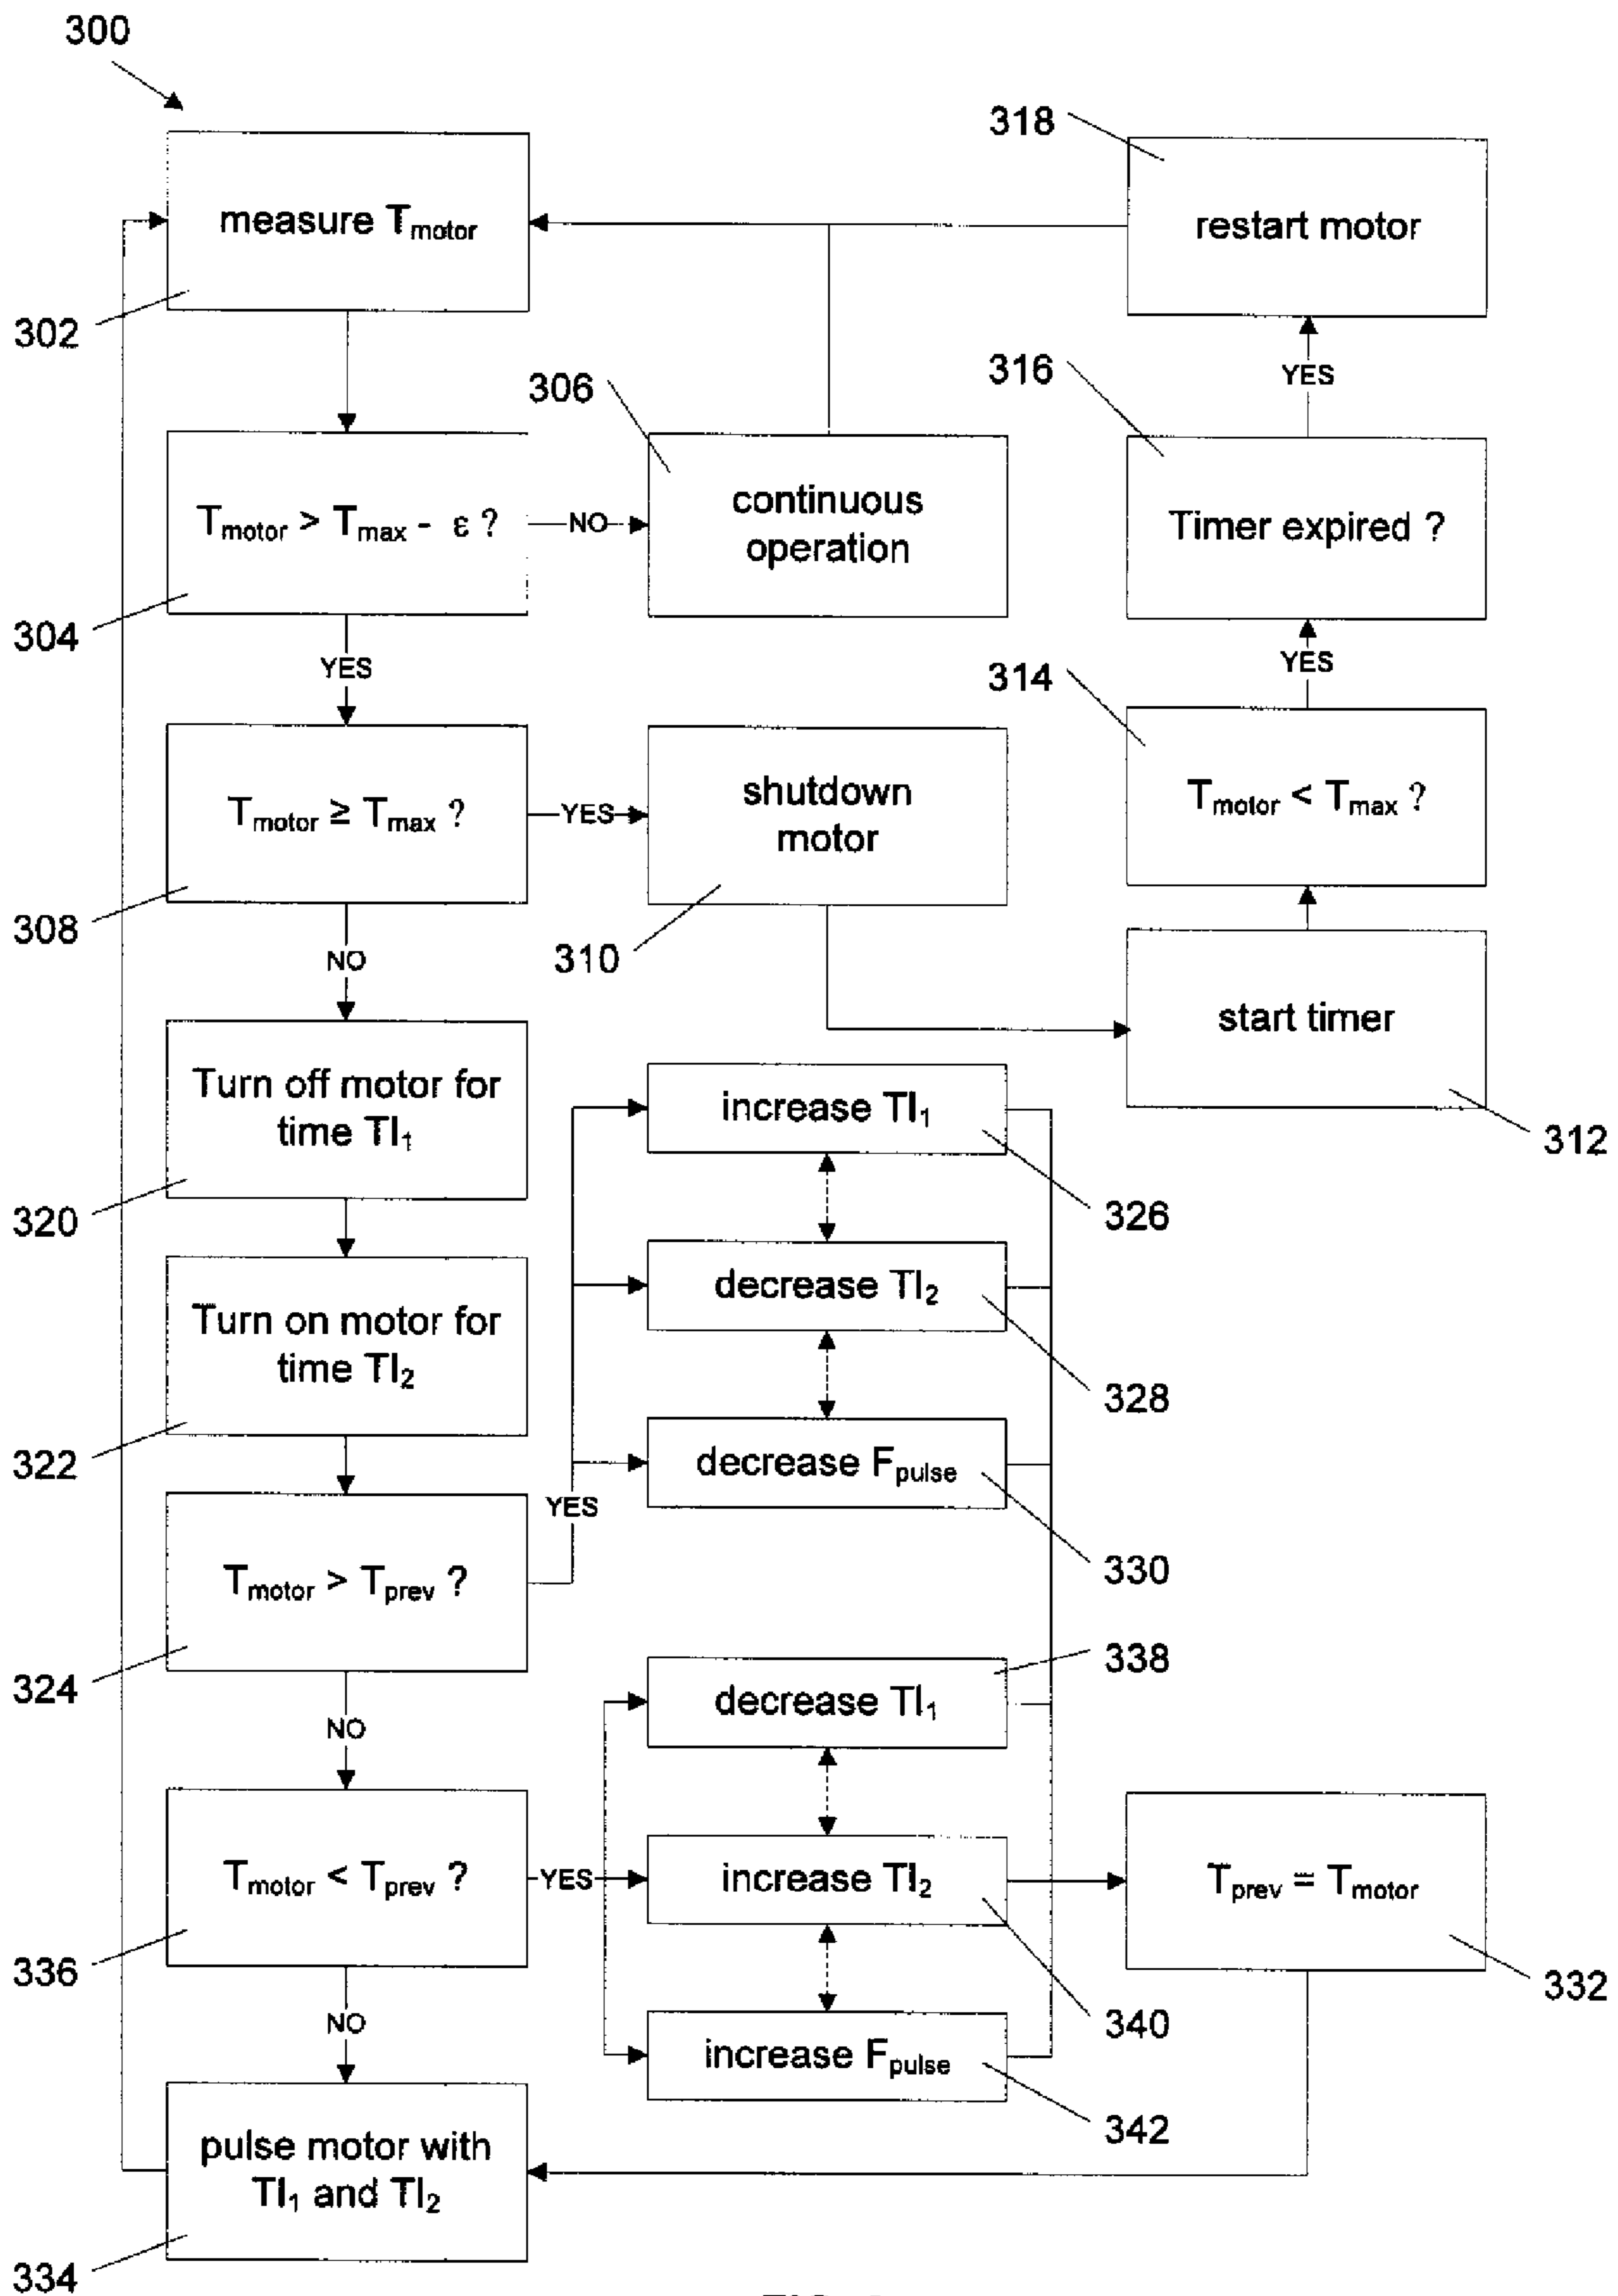 300
measure Tmotor
302
318
restart motor
Tmotor > Tmax - ε ?
304
NO
306
continuous
operation
316
YES
Timer expired ?
YES
YES
314
Tmotor < Tmax ?
Tmotor ≥ Tmax ?
308
YES
shutdown
motor
310
start timer
312
NO
Turn off motor for
time TI1
320
Turn on motor for
time TI2
322
increase TI1
326
decrease TI2
328
decrease Fpulse
330
YES
Tmotor > Tprev ?
324
NO
decrease TI1
338
Tmotor < Tprev ?
336
YES
increase TI2
340
Tprev = Tmotor
332
NO
increase Fpulse
342
pulse motor with
TI1 and TI2
334